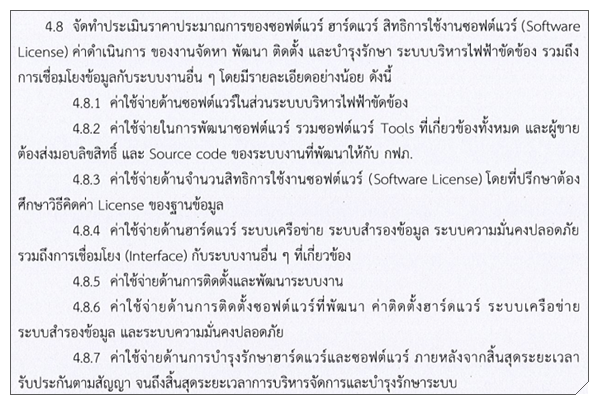 4.8 จัดทำประเมินราคาประมาณการของซอฟต์แวร์ ฮาร์ดแวร์ สิทธิการใช้งานซอฟต์แวร์ (Software
License) ค่าดำเนินการ ของงานจัดหา พัฒนา ติดตั้ง และบำรุงรักษา ระบบบริหารไฟฟ้าขัดข้อง รวมถึง
การเชื่อมโยงข้อมูลกับระบบงานอื่น ๆ โดยมีรายละเอียดอย่างน้อย ดังนี้
4.8.1 ค่าใช้จ่ายด้านซอฟต์แวร์ในส่วนระบบบริหารไฟฟ้าขัดข้อง
4.8.2 ค่าใช้จ่ายในการพัฒนาซอฟต์แวร์ รวมซอฟต์แวร์ Tools ที่เกี่ยวข้องทั้งหมด และผู้ขาย
ต้องส่งมอบลิขสิทธิ์ และ Source code ของระบบงานที่พัฒนาให้กับ กฟภ.
4.8.3 ค่าใช้จ่ายด้านจำนวนสิทธิการใช้งานซอฟต์แวร์ (Software License) โดยที่ปรึกษาต้อง
ศึกษาวิธีคิดค่า License ของฐานข้อมูล
4.8.4 ค่าใช้จ่ายด้านฮาร์ดแวร์ ระบบเครือข่าย ระบบสำรองข้อมูล ระบบความมั่นคงปลอดภัย
รวมถึงการเชื่อมโยง (Interface) กับระบบงานอื่น ๆ ที่เกี่ยวข้อง
4.8.5 ค่าใช้จ่ายด้านการติดตั้งและพัฒนาระบบงาน
4.8.6 ค่าใช้จ่ายด้านการติดตั้งซอฟต์แวร์ที่พัฒนา ค่าติดตั้งฮาร์ดแวร์ ระบบเครือข่าย
ระบบสำรองข้อมูล และระบบความมั่นคงปลอดภัย
4.8.7 ค่าใช้จ่ายด้านการบำรุงรักษาฮาร์ดแวร์และซอฟต์แวร์ ภายหลังจากสิ้นสุดระยะเวลา
รับประกันตามสัญญา จนถึงสิ้นสุดระยะเวลาการบริหารจัดการและบำรุงรักษาระบบ